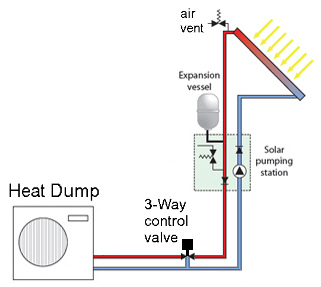 air
vent
Expansion
vessel
Solar
pumping
station
Heat Dump
3-Way
control
valve